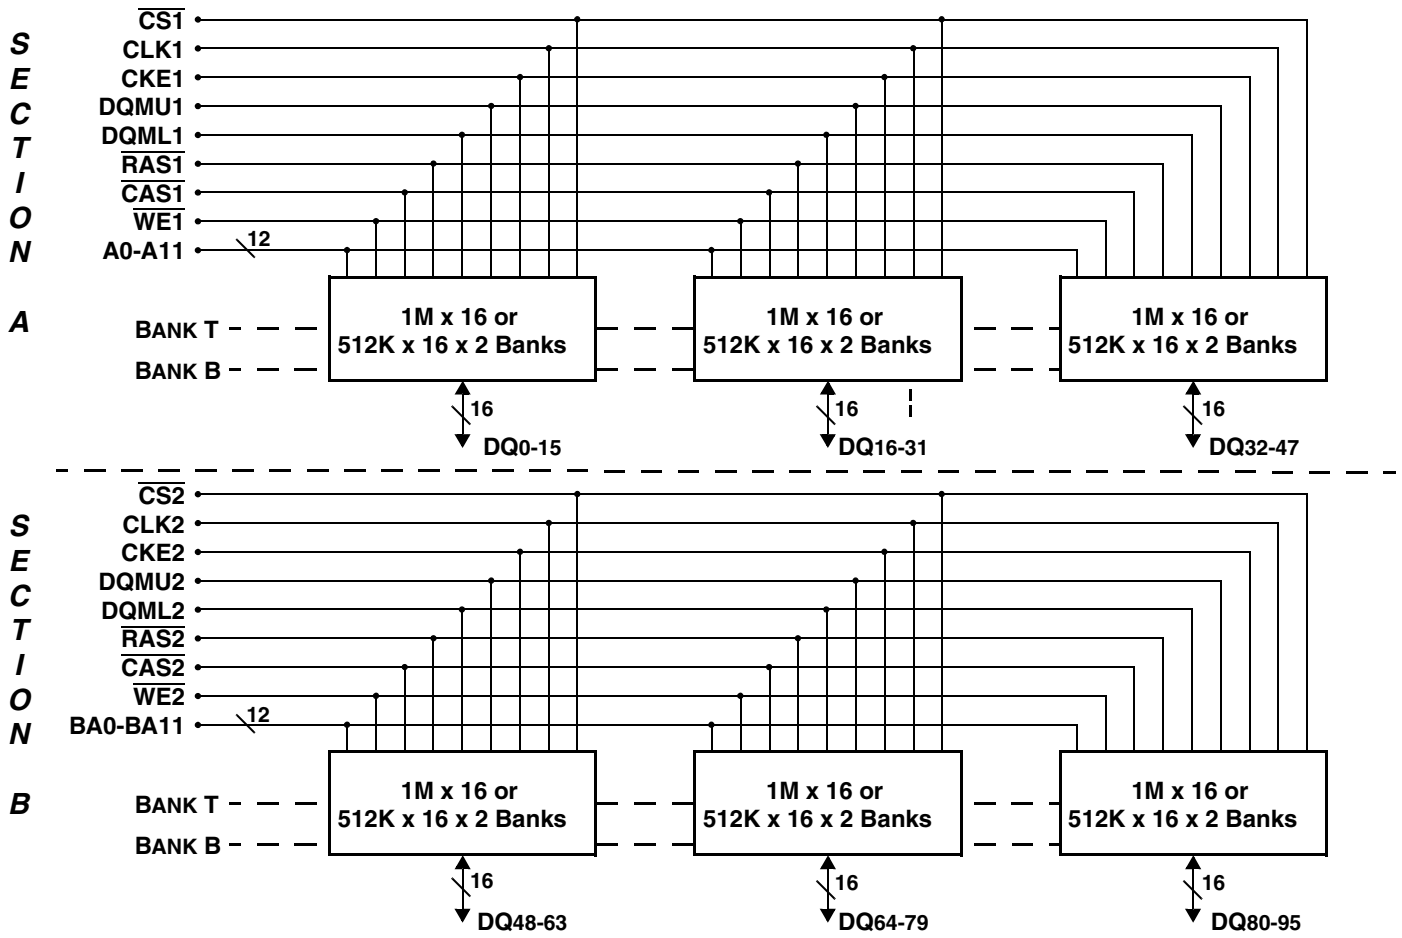 SECTION A
CS1
CLK1
CKE1
DQMU1
DQML1
RAS1
CAS1
WE1
A0-A11
12
1M x 16 or
512K x 16 x 2 Banks
1M x 16 or
512K x 16 x 2 Banks
1M x 16 or
512K x 16 x 2 Banks
BANK T
BANK B
16
DQ0-15
16
DQ16-31
16
DQ32-47
SECTION B
CS2
CLK2
CKE2
DQMU2
DQML2
RAS2
CAS2
WE2
BA0-BA11
12
1M x 16 or
512K x 16 x 2 Banks
1M x 16 or
512K x 16 x 2 Banks
1M x 16 or
512K x 16 x 2 Banks
BANK T
BANK B
16
DQ48-63
16
DQ64-79
16
DQ80-95